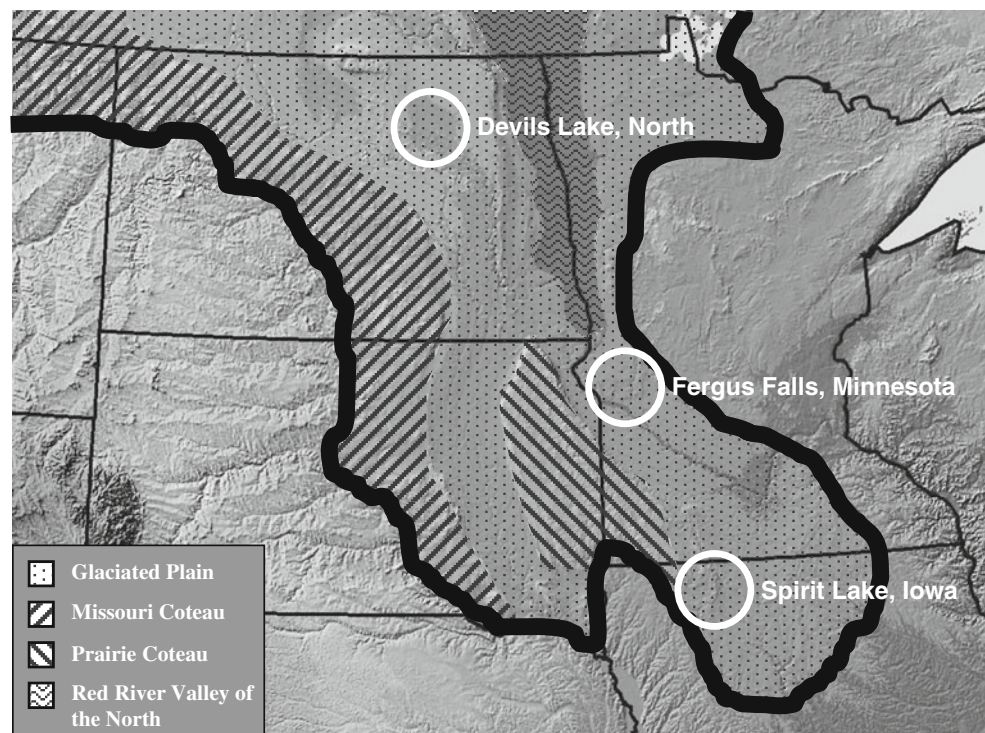 Devils Lake, North
Fergus Falls, Minnesota
Spirit Lake, Iowa
Glaciated Plain
Missouri Coteau
Prairie Coteau
Red River Valley of
the North